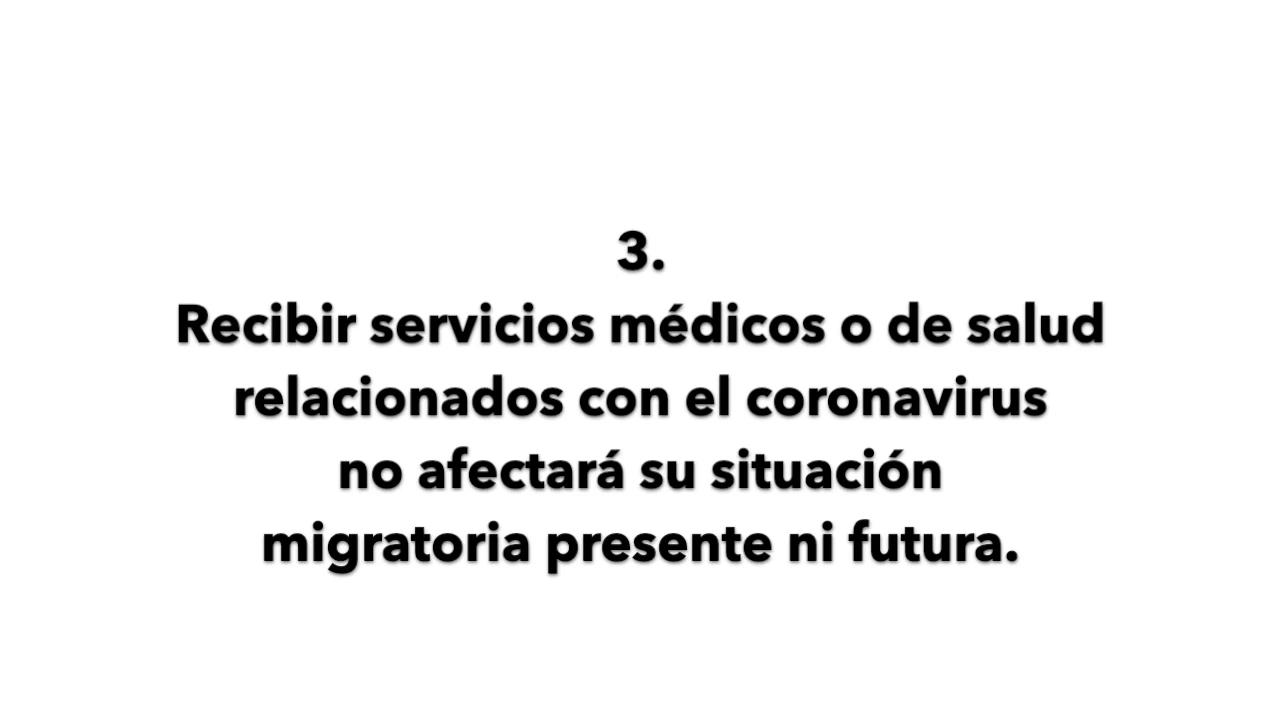 3.
Recibir servicios médicos o de salud
relacionados con el coronavirus
no afectará su situación
migratoria presente ni futura.